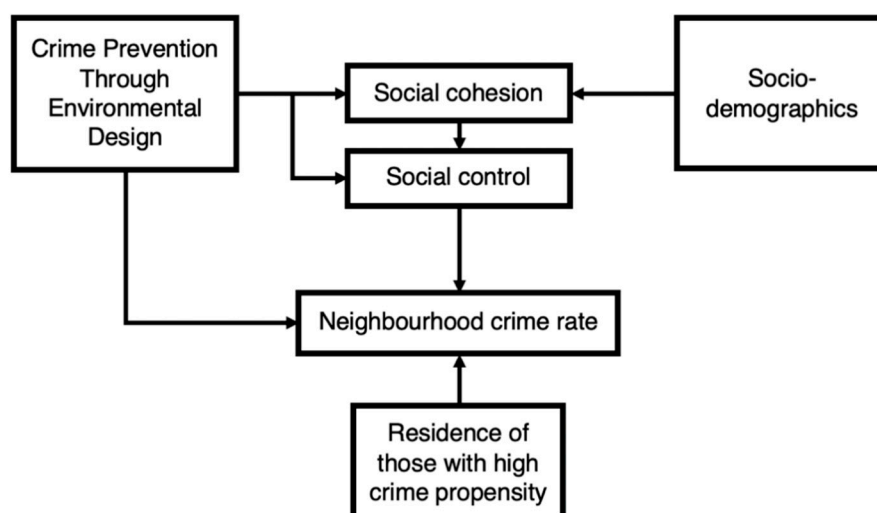 Crime Prevention
Through
Environmental
Design
Social cohesion
Socio-
demographics
Social control
Neighbourhood crime rate
Residence of
those with high
crime propensity